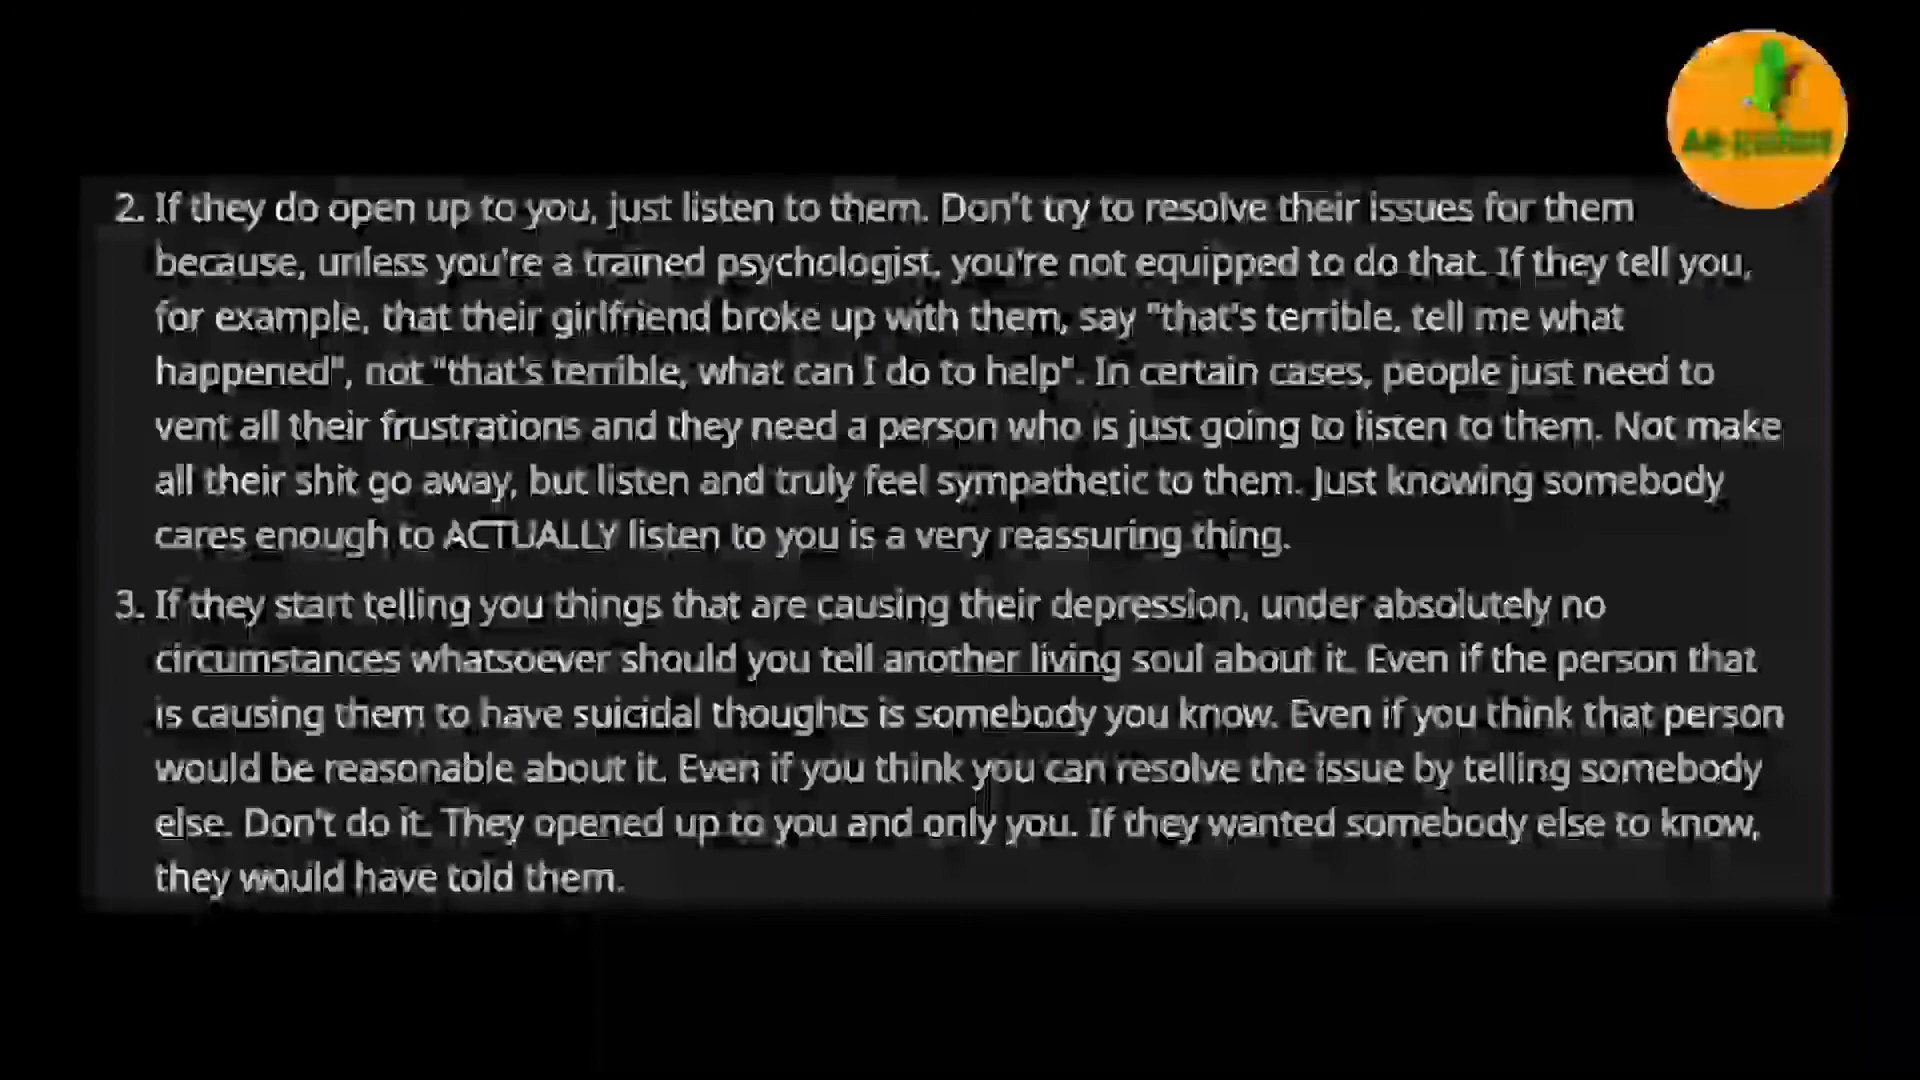 2. If they do open up to you, just listen to them. Don't try to resolve their issues for them
because, unless you're a trained psychologist, you're not equipped to do that. If they tell you,
for example, that their girlfriend broke up with them, say "that's terrible, tell me what
happened", not "that's terrible, what can I do to help". In certain cases, people just need to
vent all their frustrations and they need a person who is just going to listen to them. Not make
all their shit go away, but listen and truly feel sympathetic to them. Just knowing somebody
cares enough to ACTUALLY listen to you is a very reassuring thing.
3. If they start telling you things that are causing their depression, under absolutely no
circumstances whatsoever should you tell another living soul about it. Even if the person that
is causing them to have suicidal thoughts is somebody you know. Even if you think that person
would be reasonable about it. Even if you think you can resolve the issue by telling somebody
else. Don't do it. They opened up to you and only you. If they wanted somebody else to know,
they would have told them.